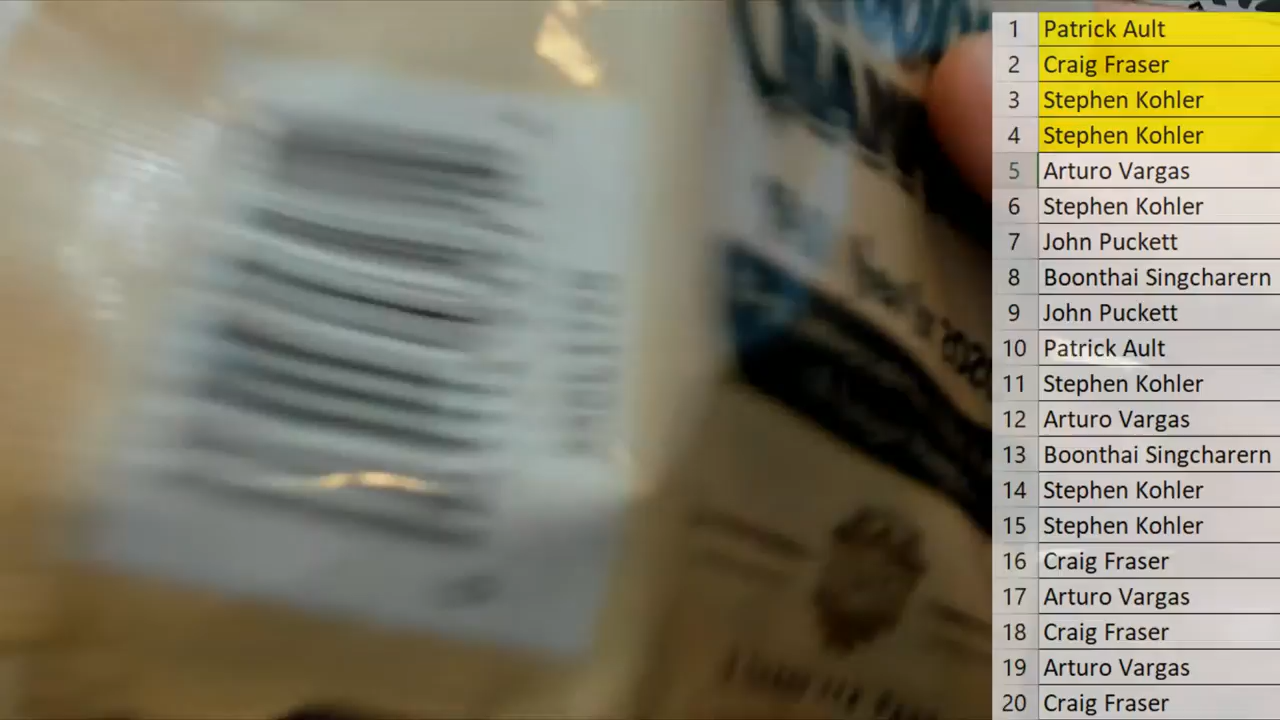 1 Patrick Ault
2 Craig Fraser
3 Stephen Kohler
4 Stephen Kohler
5 Arturo Vargas
6 Stephen Kohler
7 John Puckett
8 Boonthai Singcharern
9 John Puckett
10 Patrick Ault
11 Stephen Kohler
12 Arturo Vargas
13 Boonthai Singcharern
14 Stephen Kohler
15 Stephen Kohler
16 Craig Fraser
17 Arturo Vargas
18 Craig Fraser
19 Arturo Vargas
20 Craig Fraser